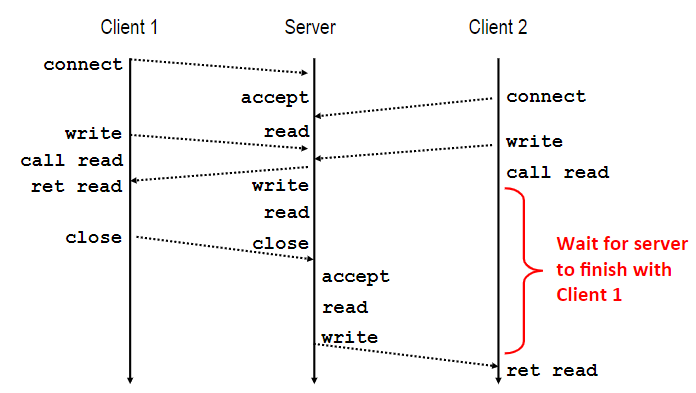 Client 1 Server Client 2
connect
accept
connect
write
read
write
call read
call read
ret read
write
read
close
close
Wait for server
to finish with
Client 1
accept
read
write
ret read